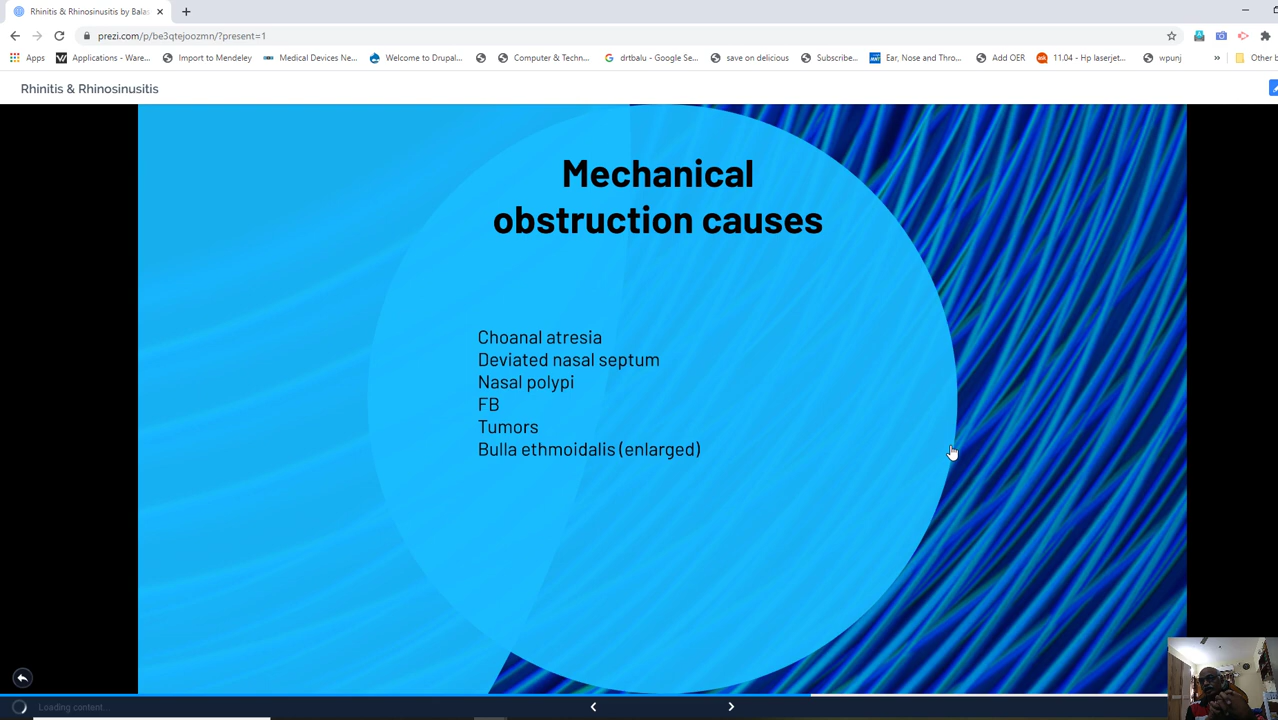 Rhinitis & Rhinosinusitis by Balas
prezi.com/p/be3qtejoozmn/?present=1
Apps Applications - Ware... Import to Mendeley Medical Devices Ne... Welcome to Drupal... Computer & Techn... drtbalu - Google Se... save on delicious Subscribe... Ear, Nose and Thro... Add OER 11.04 - Hp laserjet... wpunj » Other b
Rhinitis & Rhinosinusitis
Mechanical
obstruction causes
Choanal atresia
Deviated nasal septum
Nasal polypi
FB
Tumors
Bulla ethmoidalis (enlarged)
Loading content...